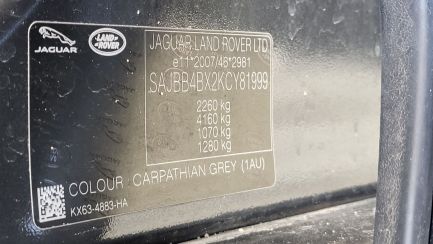 JAGUAR
LAND ROVER
JAGUAR LAND ROVER LTD
e11*2007/46*2981
SAJBB4BX2KCY81999
2260 kg
4160 kg
1070 kg
1280 kg
COLOUR : CARPATHIAN GREY (1AU)
KX63-4883-HA